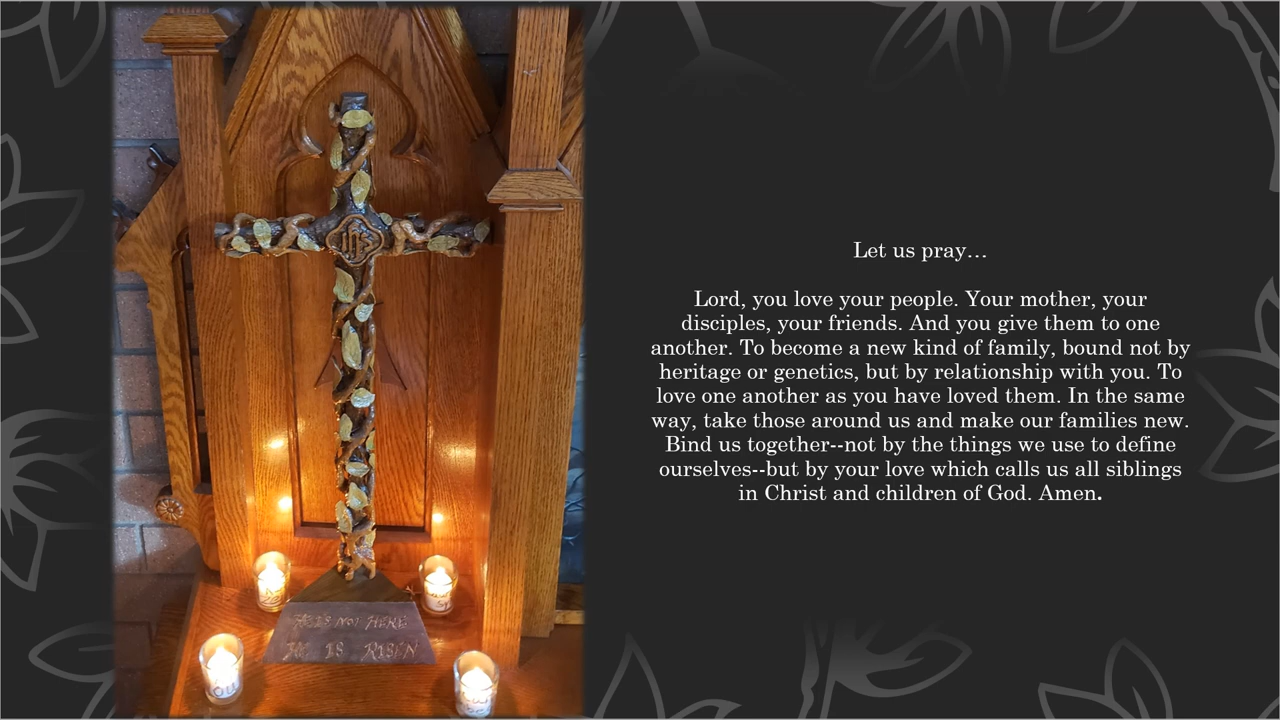 IHS
HE IS NOT HERE
HE IS RISEN
Let us pray…
Lord, you love your people. Your mother, your
disciples, your friends. And you give them to one
another. To become a new kind of family, bound not by
heritage or genetics, but by relationship with you. To
love one another as you have loved them. In the same
way, take those around us and make our families new.
Bind us together--not by the things we use to define
ourselves--but by your love which calls us all siblings
in Christ and children of God. Amen.